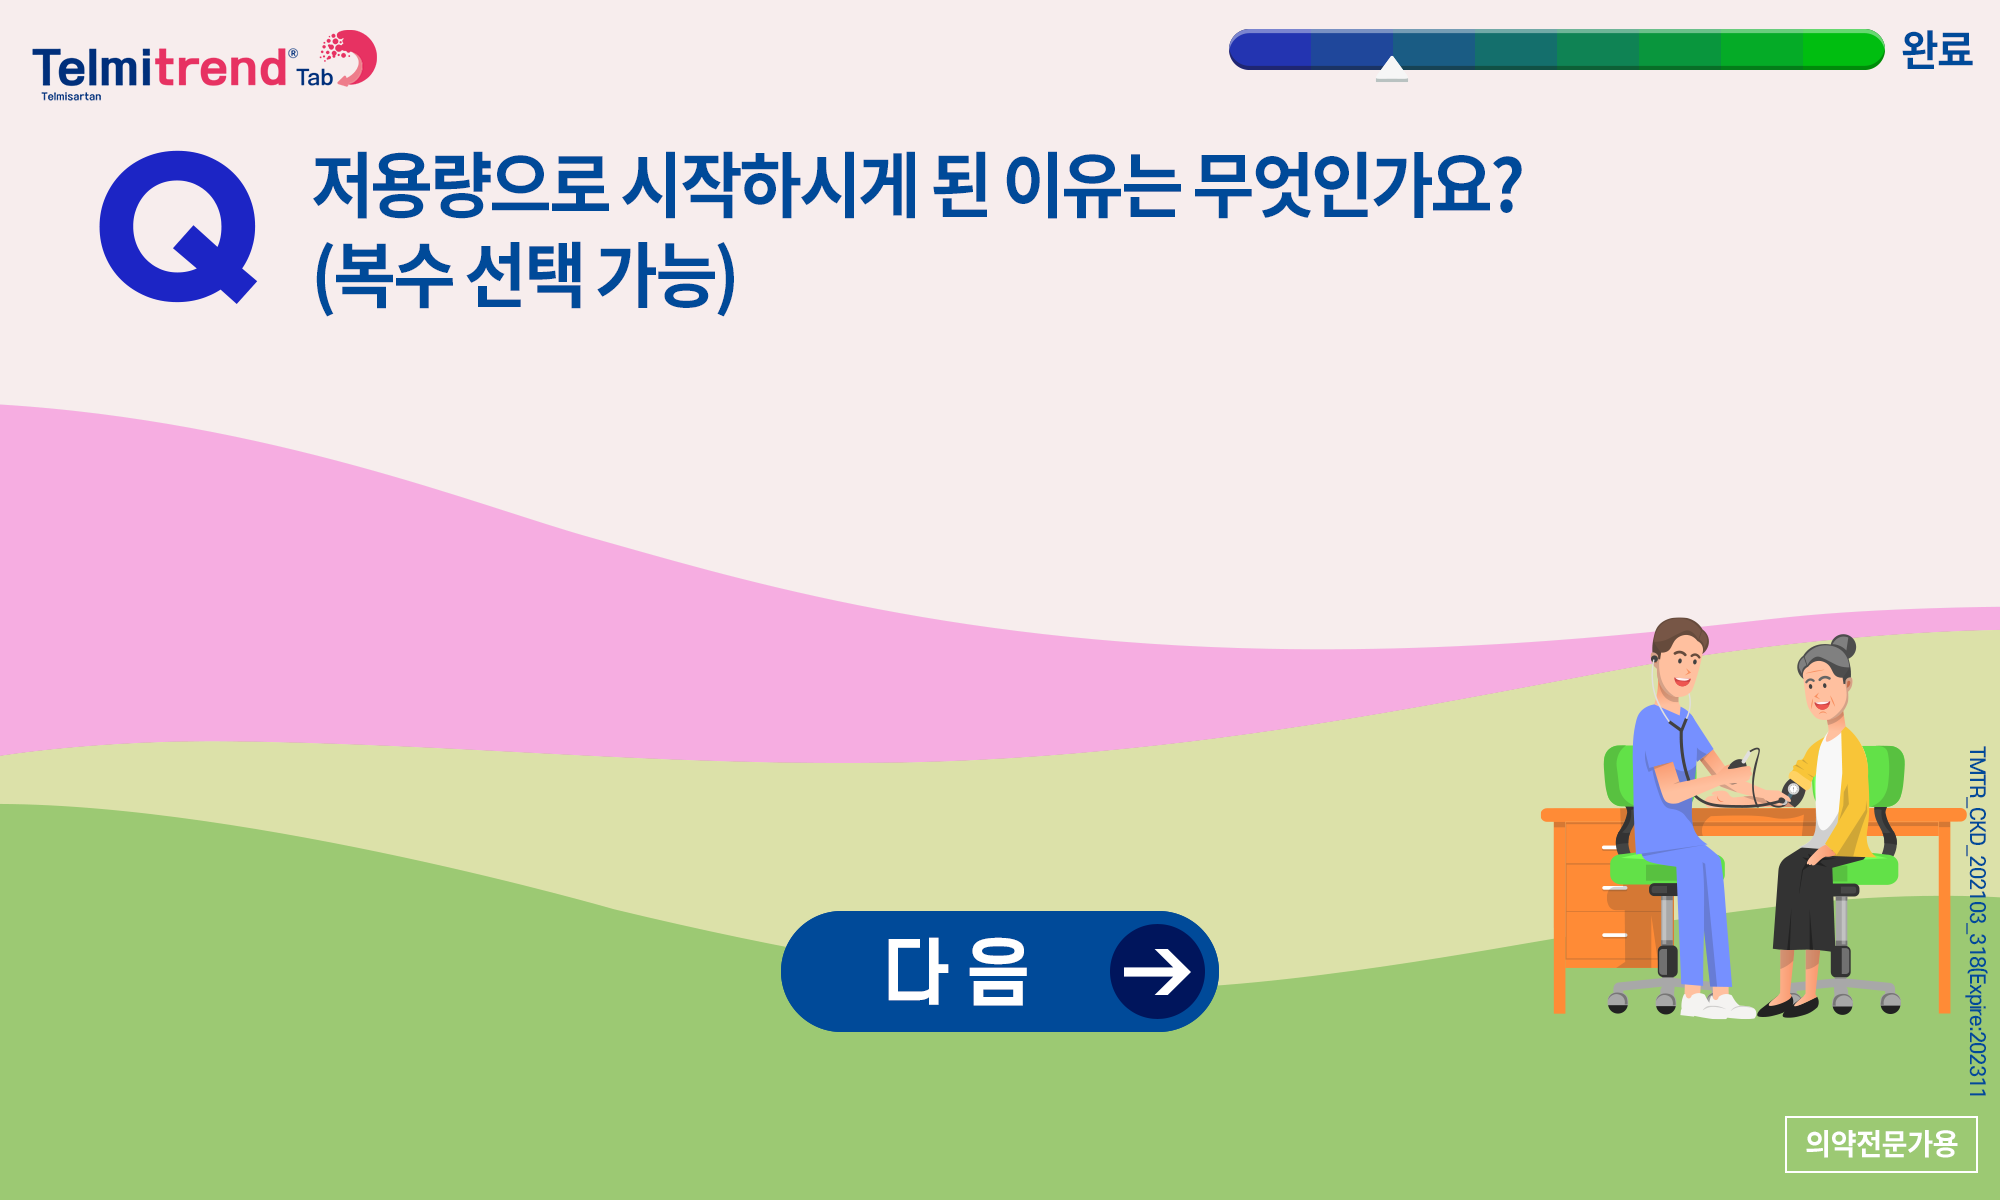 Telmitrend® Tab
Telmisartan
완료
Q 저용량으로 시작하시게 된 이유는 무엇인가요?
(복수 선택 가능)
다음
TMTR_CKD_202103_318(Expire:202311
의약전문가용